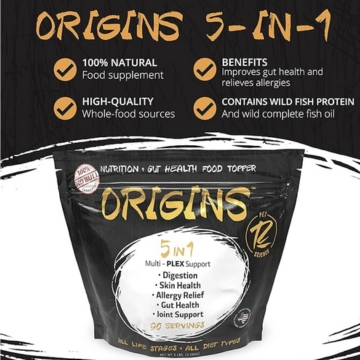 ORIGINS 5-IN-1
100% NATURAL
Food supplement
BENEFITS
Improves gut health and
relieves allergies
HIGH-QUALITY
Whole-food sources
CONTAINS WILD FISH PROTEIN
And wild complete fish oil
NUTRITION + GUT HEALTH FOOD TOPPER
100%
ORIGINS
5 IN 1
Multi - PLEX Support
• Digestion
• Skin Health
• Allergy Relief
• Gut Health
• Joint Support
90 SERVINGS
PET
SCIENCE
ALL LIFE STAGES • ALL DIET TYPES